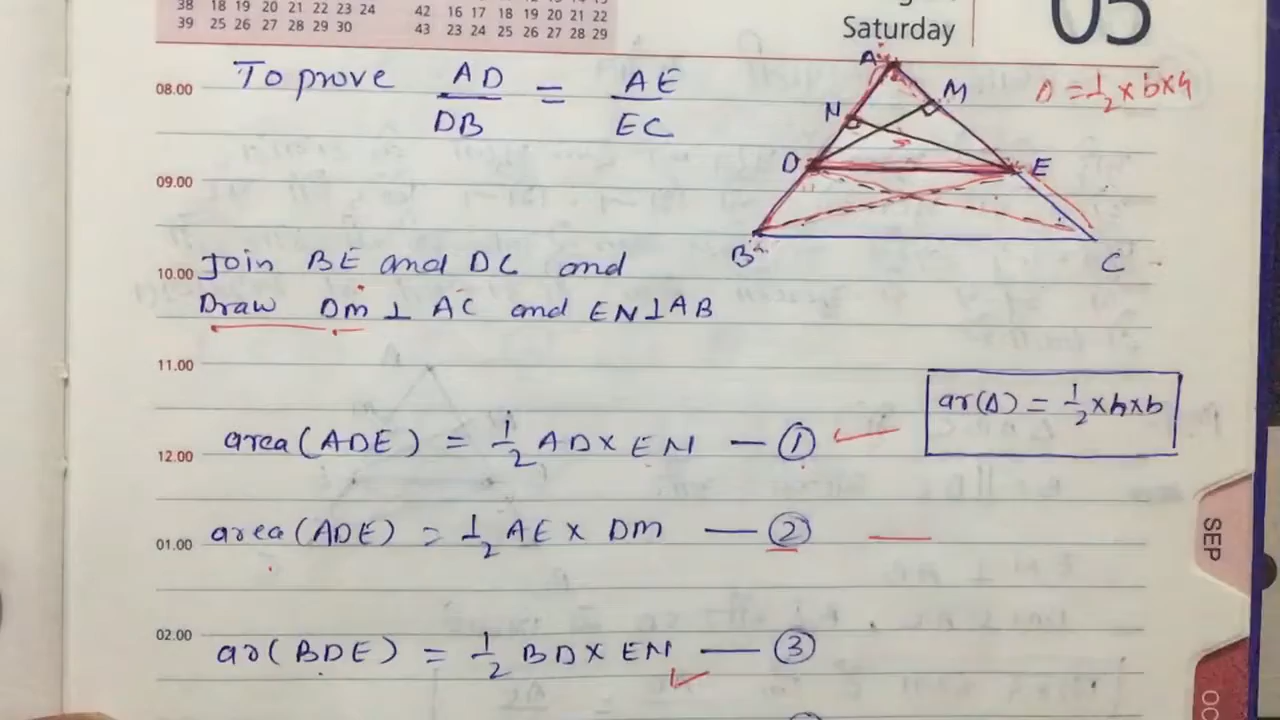 38 18 19 20 21 22 23 24
39 25 26 27 28 29 30
42 16 17 18 19 20 21 22
43 23 24 25 26 27 28 29
Saturday
05
08.00
To prove AD/DB = AE/EC
A
M
N
D
E
B
C
Δ = 1/2 × b × h
09.00
10.00
Join BE and DC and
Draw DM ⊥ AC and EN ⊥ AB
11.00
ar(Δ) = 1/2 × h × b
area(ADE) = 1/2 AD × EN — ①
12.00
area(ADE) = 1/2 AE × DM — ②
01.00
SEP
02.00
ar(BDE) = 1/2 BD × EN — ③